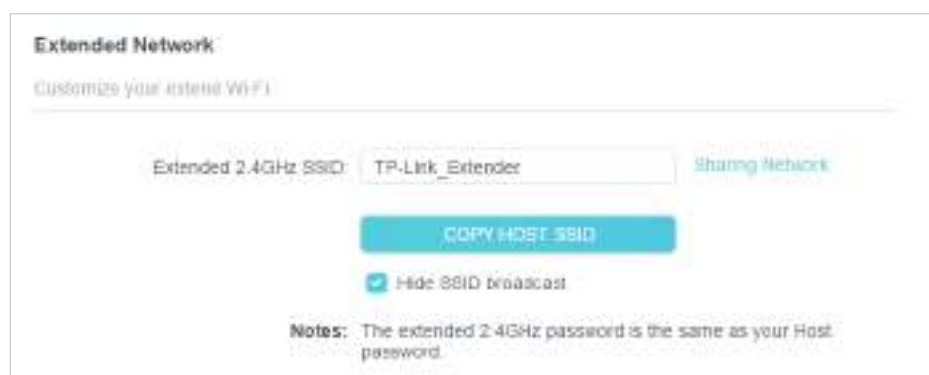 Extended Network
Customize your extend Wi-Fi.
Extended 2.4GHz SSID: TP-Link_Extender Sharing Network
COPY HOST SSID
Hide SSID broadcast
Notes: The extended 2.4GHz password is the same as your Host
password.